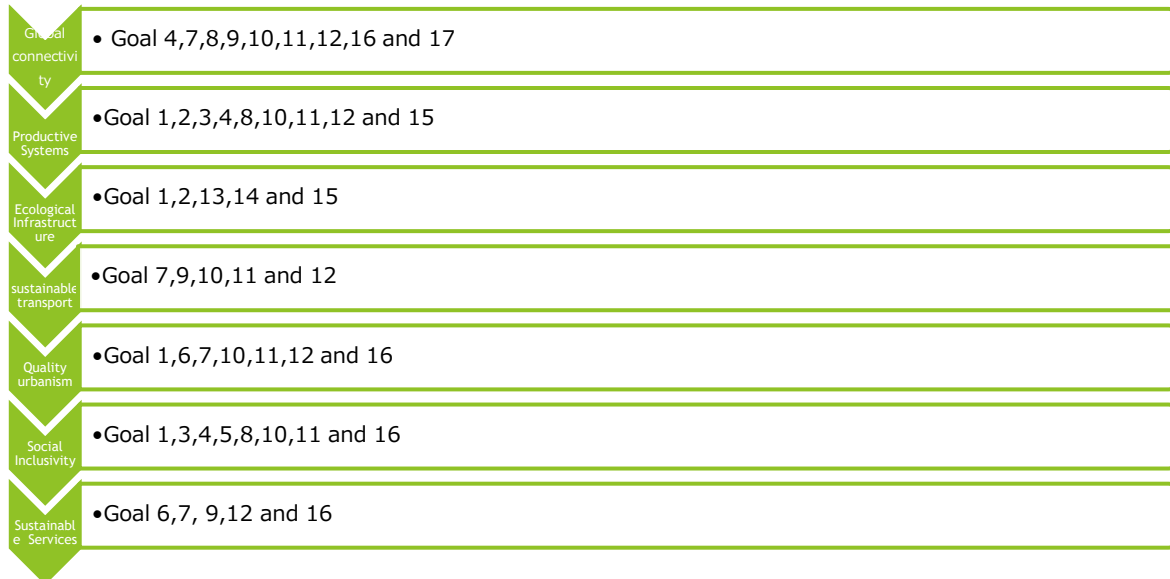 Global
connectivi
ty
• Goal 4,7,8,9,10,11,12,16 and 17
Productive
Systems
•Goal 1,2,3,4,8,10,11,12 and 15
Ecological
Infrastruct
ure
•Goal 1,2,13,14 and 15
sustainable
transport
•Goal 7,9,10,11 and 12
Quality
urbanism
•Goal 1,6,7,10,11,12 and 16
Social
Inclusivity
•Goal 1,3,4,5,8,10,11 and 16
Sustainabl
e Services
•Goal 6,7, 9,12 and 16